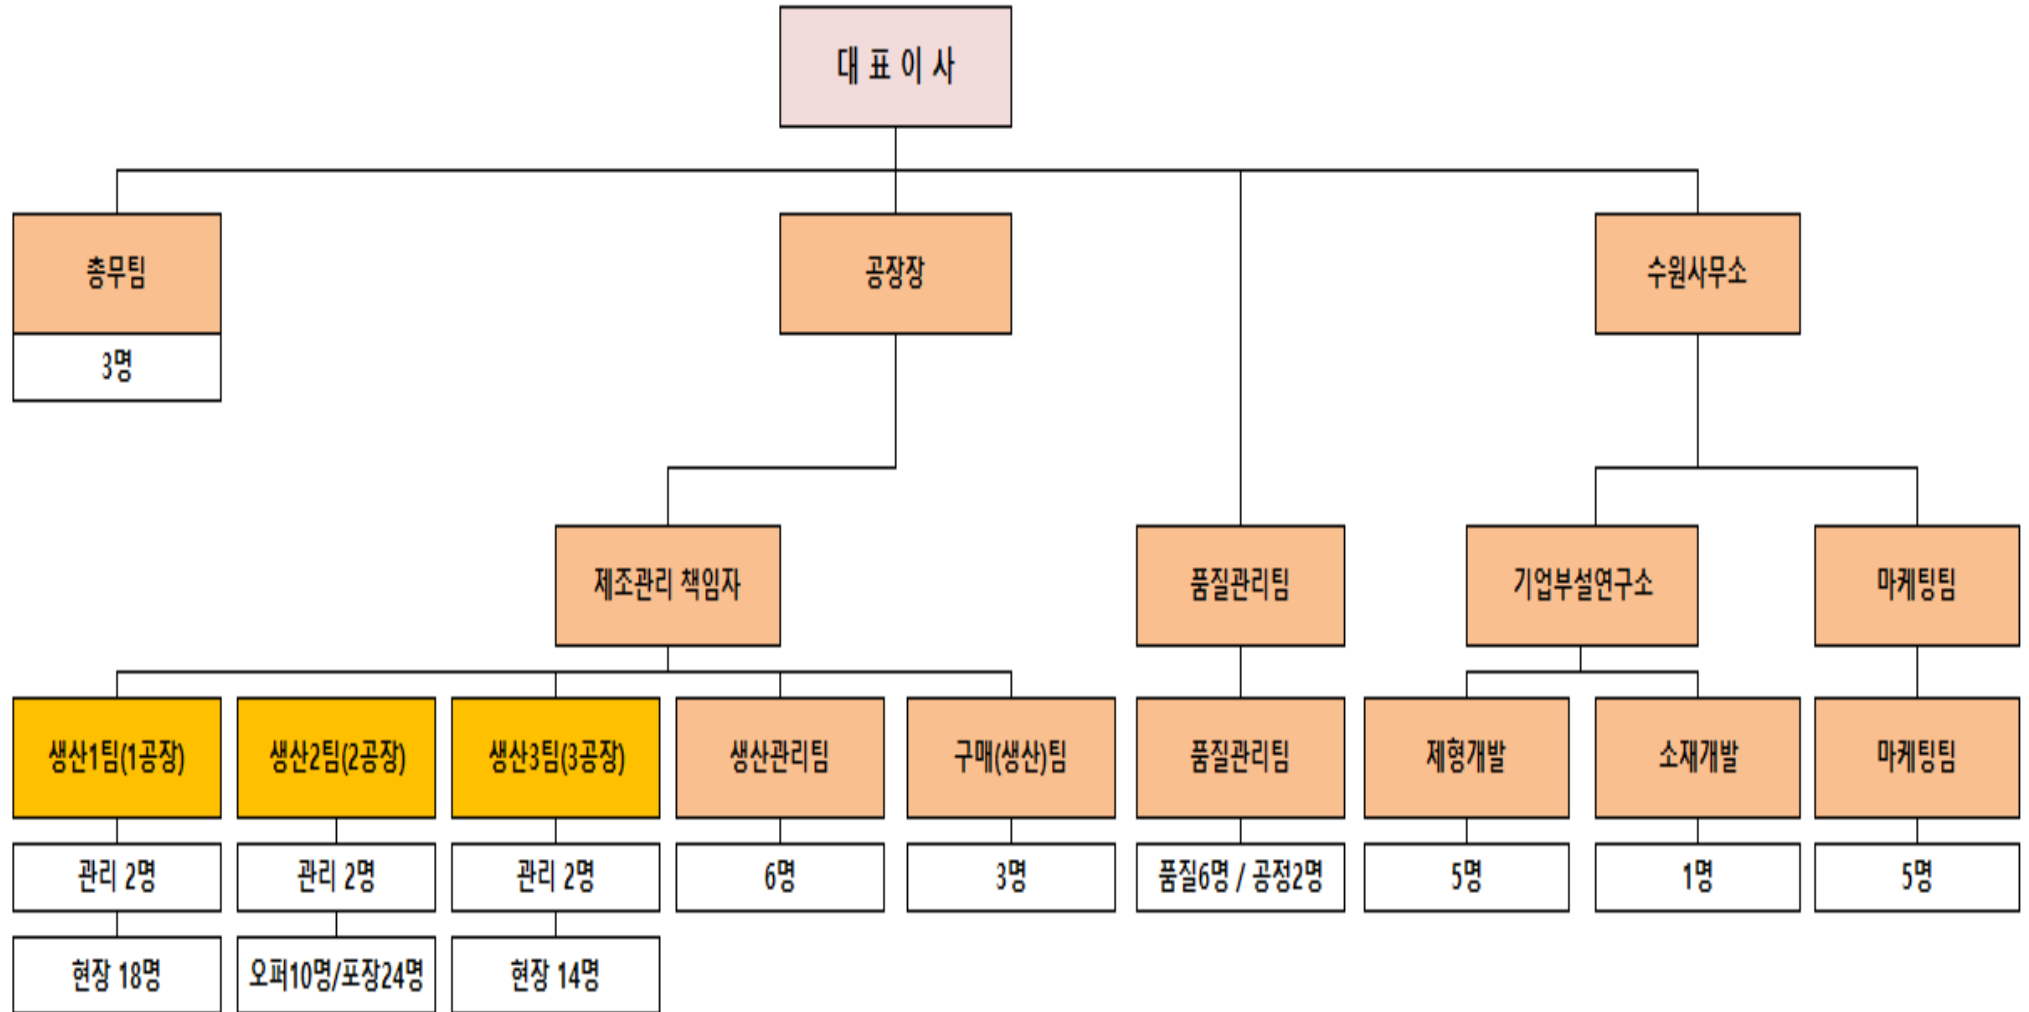 대 표 이 사
총무팀
공장장
수원사무소
3명
제조관리 책임자
품질관리팀
기업부설연구소
마케팅팀
생산1팀(1공장)
생산2팀(2공장)
생산3팀(3공장)
생산관리팀
구매(생산)팀
품질관리팀
제형개발
소재개발
마케팅팀
관리 2명
관리 2명
관리 2명
6명
3명
품질6명 / 공정2명
5명
1명
5명
현장 18명
오퍼10명/포장24명
현장 14명